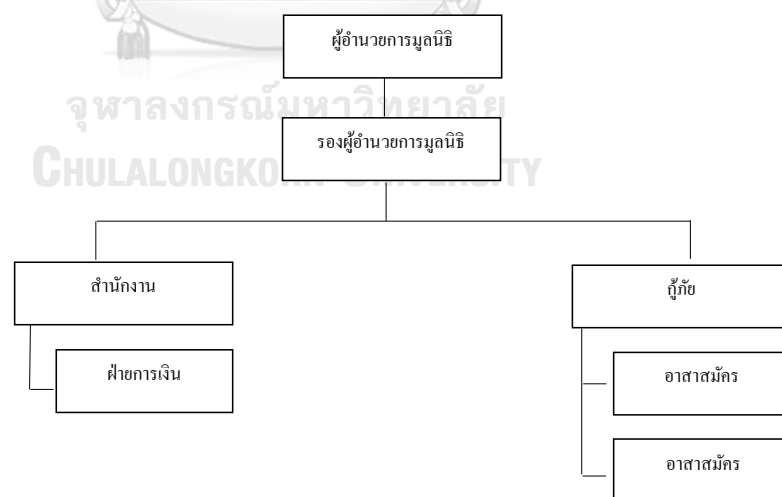 ผู้อำนวยการมูลนิธิ
จุฬาลงกรณ์มหาวิทยาลัย
รองผู้อำนวยการมูลนิธิ
CHULALONGKORN UNIVERSITY
สำนักงาน
กู้ภัย
ฝ่ายการเงิน
อาสาสมัคร
อาสาสมัคร